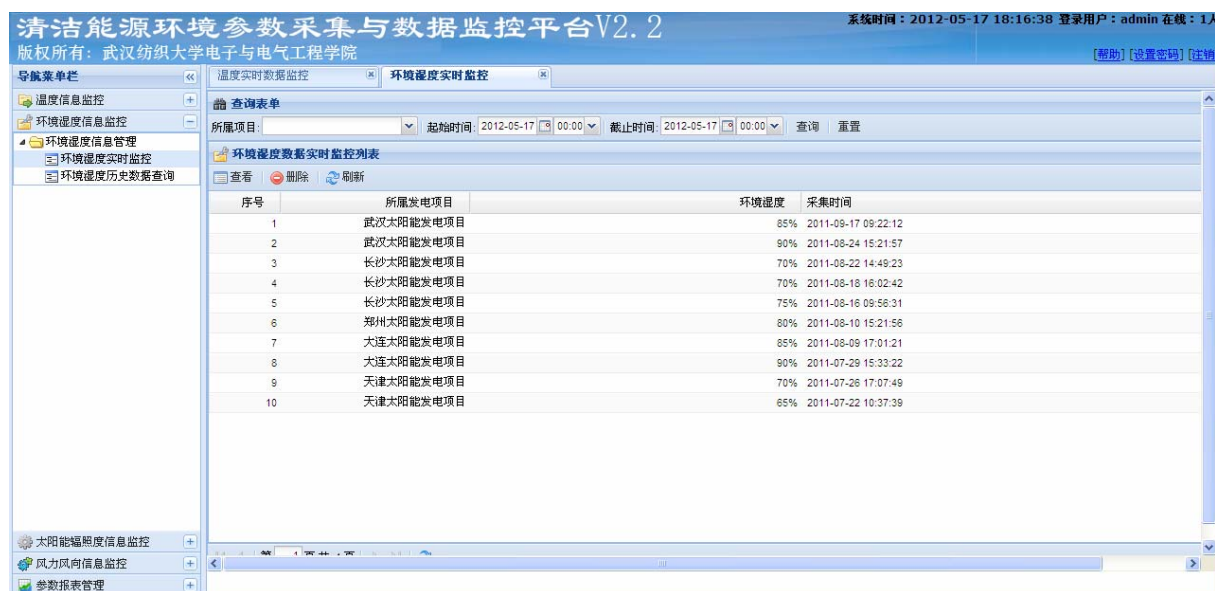 清洁能源环境参数采集与数据监控平台V2.2
系统时间：2012-05-17 18:16:38 登录用户：admin 在线：1人
版权所有：武汉纺织大学电子与电气工程学院
[帮助] [设置密码] [注销
导航菜单栏
温度实时数据监控 环境湿度实时监控
温度信息监控
环境湿度信息监控
环境湿度信息管理
环境湿度实时监控
环境湿度历史数据查询
查询表单
所属项目: 起始时间: 2012-05-17 00:00 截止时间: 2012-05-17 00:00 查询 重置
环境湿度数据实时监控列表
查看 删除 刷新
序号 所属发电项目 环境湿度 采集时间
1 武汉太阳能发电项目 85% 2011-09-17 09:22:12
2 武汉太阳能发电项目 90% 2011-08-24 15:21:57
3 长沙太阳能发电项目 70% 2011-08-22 14:49:23
4 长沙太阳能发电项目 70% 2011-08-18 16:02:42
5 长沙太阳能发电项目 75% 2011-08-16 09:56:31
6 郑州太阳能发电项目 80% 2011-08-10 15:21:56
7 大连太阳能发电项目 85% 2011-08-09 17:01:21
8 大连太阳能发电项目 90% 2011-07-29 15:33:22
9 天津太阳能发电项目 70% 2011-07-26 17:07:49
10 天津太阳能发电项目 65% 2011-07-22 10:37:39
太阳能辐照度信息监控
风力风向信息监控
参数报表管理